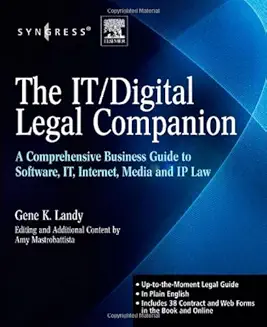 SYNGRESS®
ELSEVIER
The IT/Digital
Legal Companion
A Comprehensive Business Guide to
Software, IT, Internet, Media and IP Law
Gene K. Landy
Editing and Additional Content by
Amy Mastrobattista
• Up-to-the-Moment Legal Guide
• In Plain English
• Includes 38 Contract and Web Forms
in the Book and Online